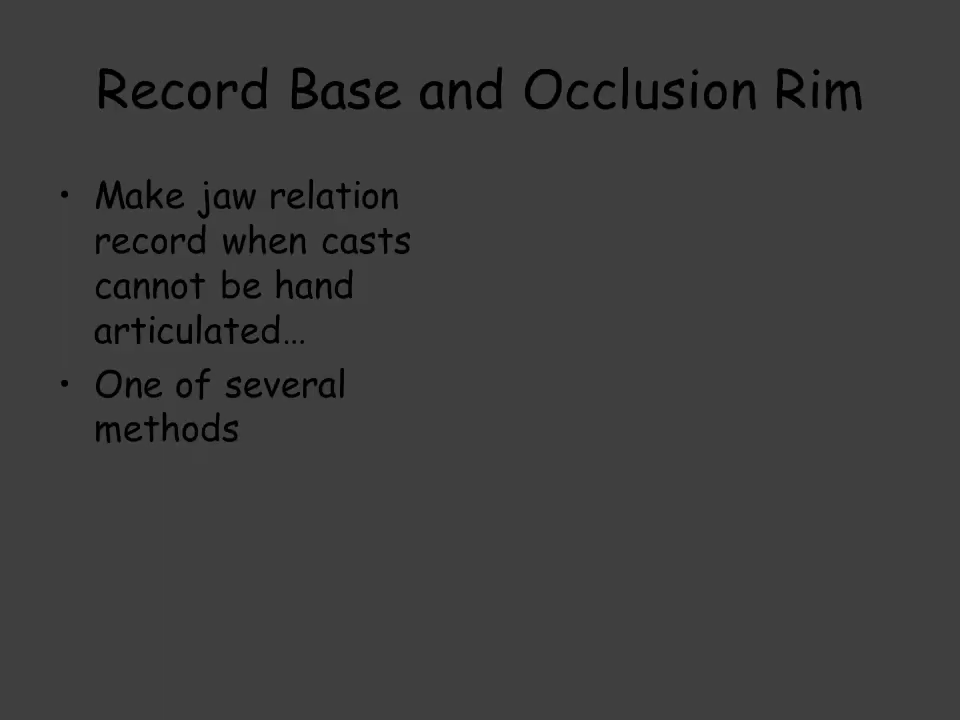 Record Base and Occlusion Rim
• Make jaw relation
record when casts
cannot be hand
articulated…
• One of several
methods